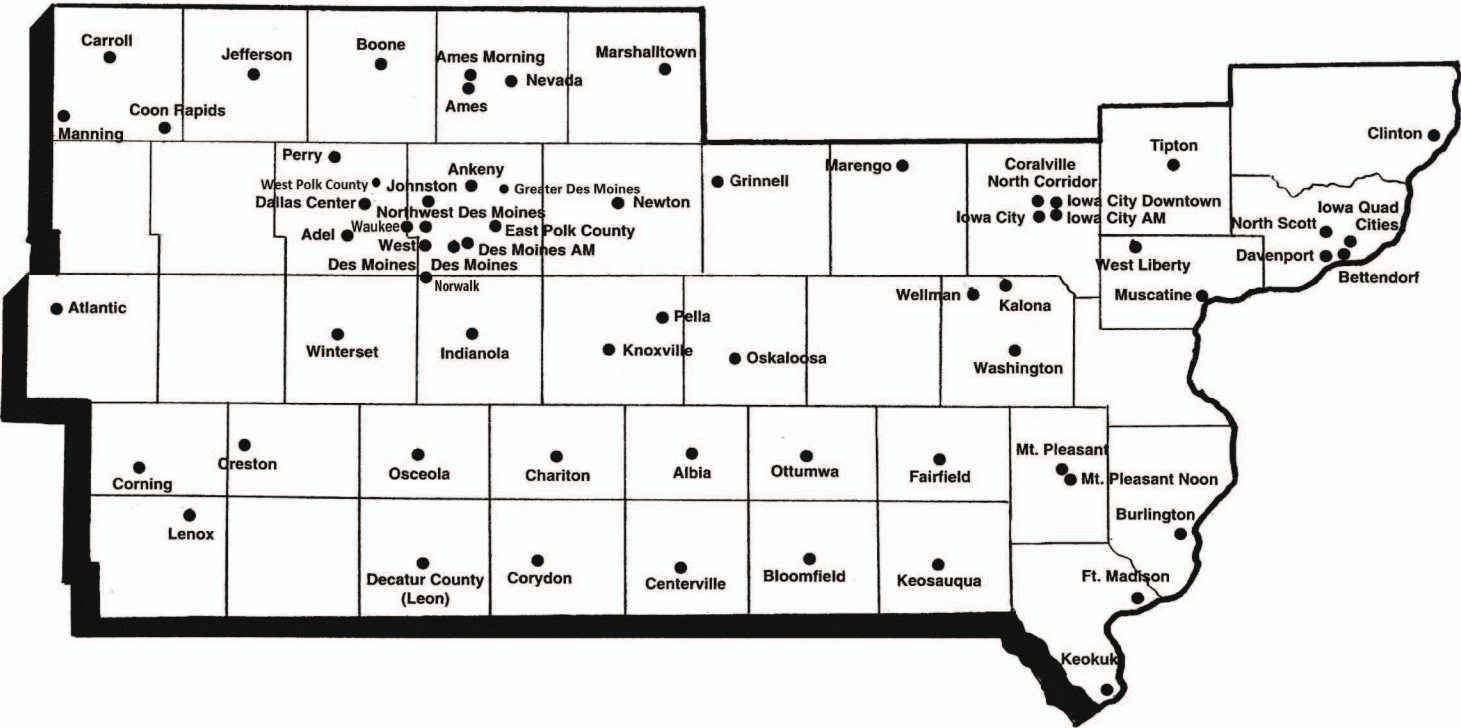 Carroll
Jefferson
Boone
Ames Morning
Marshalltown
Nevada
Ames
Coon Rapids
Manning
Clinton
Tipton
Perry
Ankeny
Marengo
Coralville
North Corridor
West Polk County
Johnston
Greater Des Moines
Grinnell
Dallas Center
Newton
Iowa City Downtown
Northwest Des Moines
Iowa City
Iowa City AM
Iowa Quad
Cities
North Scott
Waukee
East Polk County
Adel
West
Des Moines
Des Moines AM
Des Moines
Davenport
West Liberty
Bettendorf
Norwalk
Wellman
Kalona
Muscatine
Atlantic
Pella
Winterset
Indianola
Knoxville
Oskaloosa
Washington
Creston
Corning
Osceola
Chariton
Albia
Ottumwa
Fairfield
Mt. Pleasant
Mt. Pleasant Noon
Burlington
Lenox
Decatur County
(Leon)
Corydon
Centerville
Bloomfield
Keosauqua
Ft. Madison
Keokuk